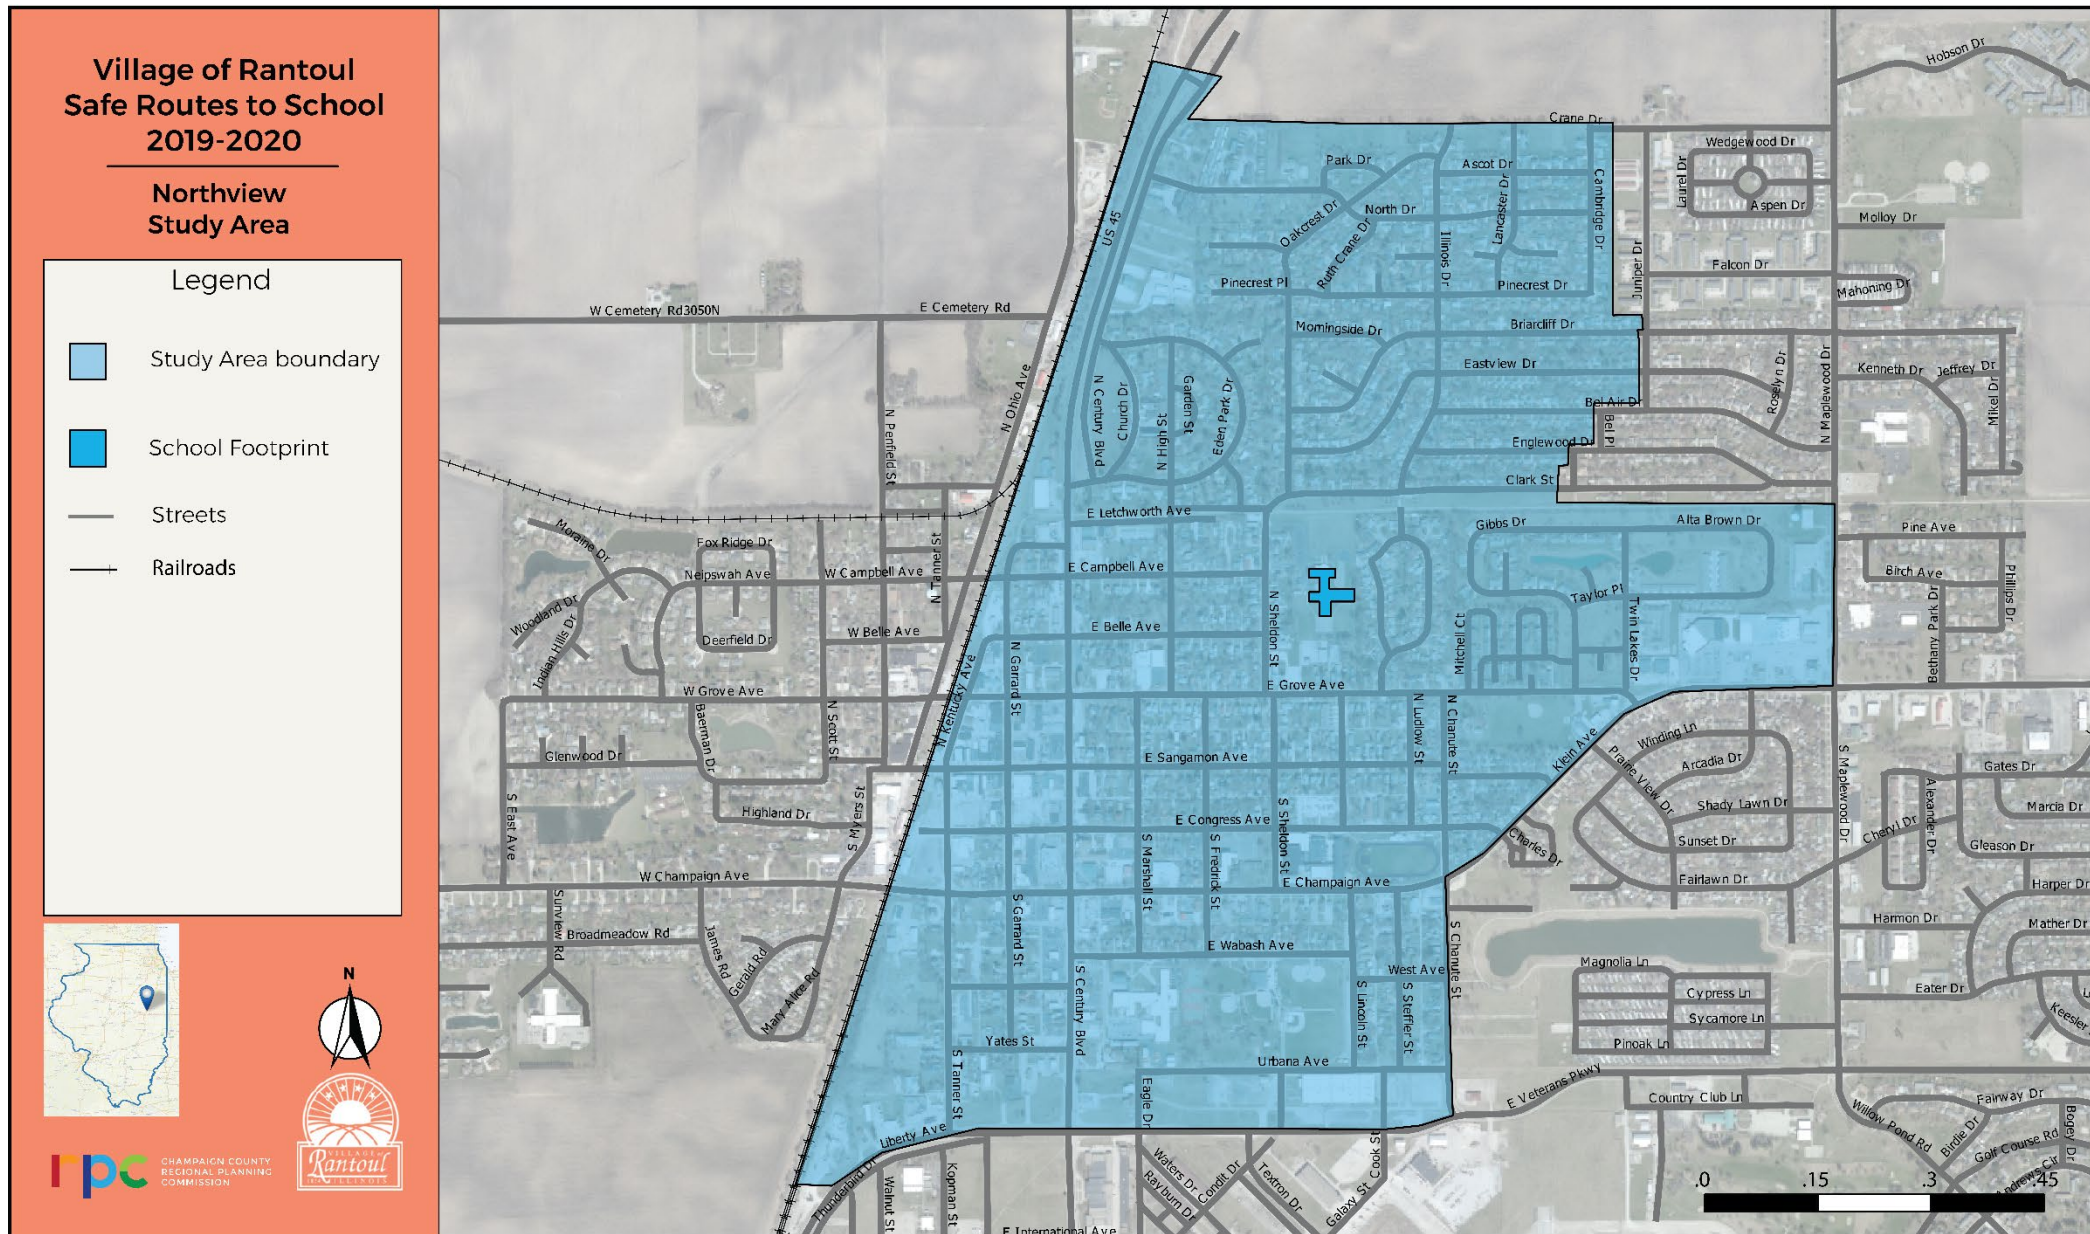 Village of Rantoul
Safe Routes to School
2019-2020
Northview
Study Area
Legend
Study Area boundary
School Footprint
Streets
Railroads
N
rpc
CHAMPAIGN COUNTY
REGIONAL PLANNING
COMMISSION
VILLAGE of
Rantoul
ILLINOIS
Hobson Dr
Crane Dr
Wedgewood Dr
Park Dr
Ascot Dr
Laurel Dr
Cambridge Dr
Lancaster Dr
Aspen Dr
North Dr
Oakcrest Dr
Molloy Dr
US 45
Ruth Crane Dr
Illinois Dr
Juniper Dr
Falcon Dr
Pinecrest Pl
Pinecrest Dr
Mahoning Dr
W Cemetery Rd3050N
E Cemetery Rd
Morningside Dr
Briarcliff Dr
Eastview Dr
Roselyn Dr
N Maplewood Dr
Kenneth Dr
Jeffrey Dr
Mikel Dr
N Ohio Ave
N Century Blvd
Church Dr
N High St
Garden St
Eden Park Dr
Bel Air D
Bel Pl
N Penfield St
Englewood Dr
Clark St
E Letchworth Ave
Gibbs Dr
Alta Brown Dr
Pine Ave
Moraine Dr
Fox Ridge Dr
N Tanner St
Neipswah Ave
W Campbell Ave
E Campbell Ave
Birch Ave
Phillips Dr
Woodland Dr
Indian Hills Dr
Taylor Pl
Twin Lakes Dr
N Sheldon St
Mitchell Ct
Bethany Park Dr
Deerfield Dr
W Belle Ave
E Belle Ave
N Garrard St
N Kentucky Ave
W Grove Ave
E Grove Ave
N Ludlow St
N Chanute St
Baerman Dr
N Scott St
Klein Ave
Winding Ln
Prairie View Dr
Arcadia Dr
S Maplewood Dr
Glenwood Dr
E Sangamon Ave
Gates Dr
S East Ave
Highland Dr
S Myers St
Shady Lawn Dr
Alexander Dr
Marcia Dr
E Congress Ave
S Sheldon St
S Marshall St
S Fredrick St
Charles Dr
Sunset Dr
Cheryl Dr
Gleason Dr
W Champaign Ave
E Champaign Ave
Fairlawn Dr
Harper Dr
Sunview Rd
Broadmeadow Rd
James Rd
Gerald Rd
Mary Alice Rd
S Garrard St
E Wabash Ave
S Chanute St
Harmon Dr
Mather Dr
S Century Blvd
West Ave
S Lincoln St
S Steffler St
Magnolia Ln
Cypress Ln
Sycamore Ln
Pinoak Ln
Eater Dr
Keesler
Yates St
S Tanner St
Urbana Ave
Eagle Dr
E Veterans Pkwy
Country Club Ln
Willow Pond Rd
Fairway Dr
Birdie Dr
Bogey Dr
Golf Course Rd
Andrews Cir
Liberty Ave
Thunderbird Dr
Walnut St
Kopman St
E International Ave
Waters Dr
Rayburn Dr
Condit Dr
Textron Dr
Galaxy St
Cook St
.0 .15 .3 .45